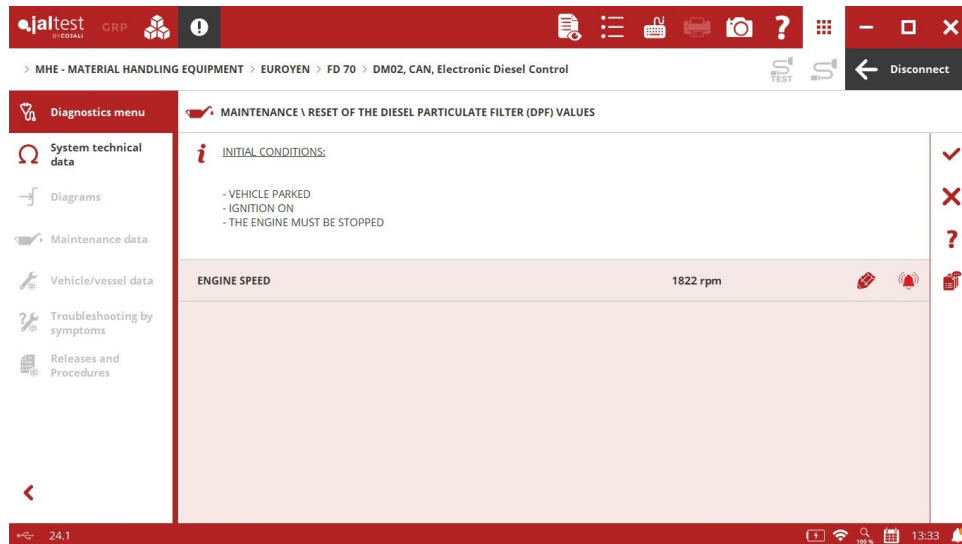 jaltest GRP
BY COJALI
> MHE - MATERIAL HANDLING EQUIPMENT > EUROYEN > FD 70 > DM02, CAN, Electronic Diesel Control
TEST
Disconnect
Diagnostics menu
MAINTENANCE \ RESET OF THE DIESEL PARTICULATE FILTER (DPF) VALUES
System technical
data
Diagrams
Maintenance data
Vehicle/vessel data
Troubleshooting by
symptoms
Releases and
Procedures
INITIAL CONDITIONS:
- VEHICLE PARKED
- IGNITION ON
- THE ENGINE MUST BE STOPPED
ENGINE SPEED 1822 rpm
24.1
100 %
13:33